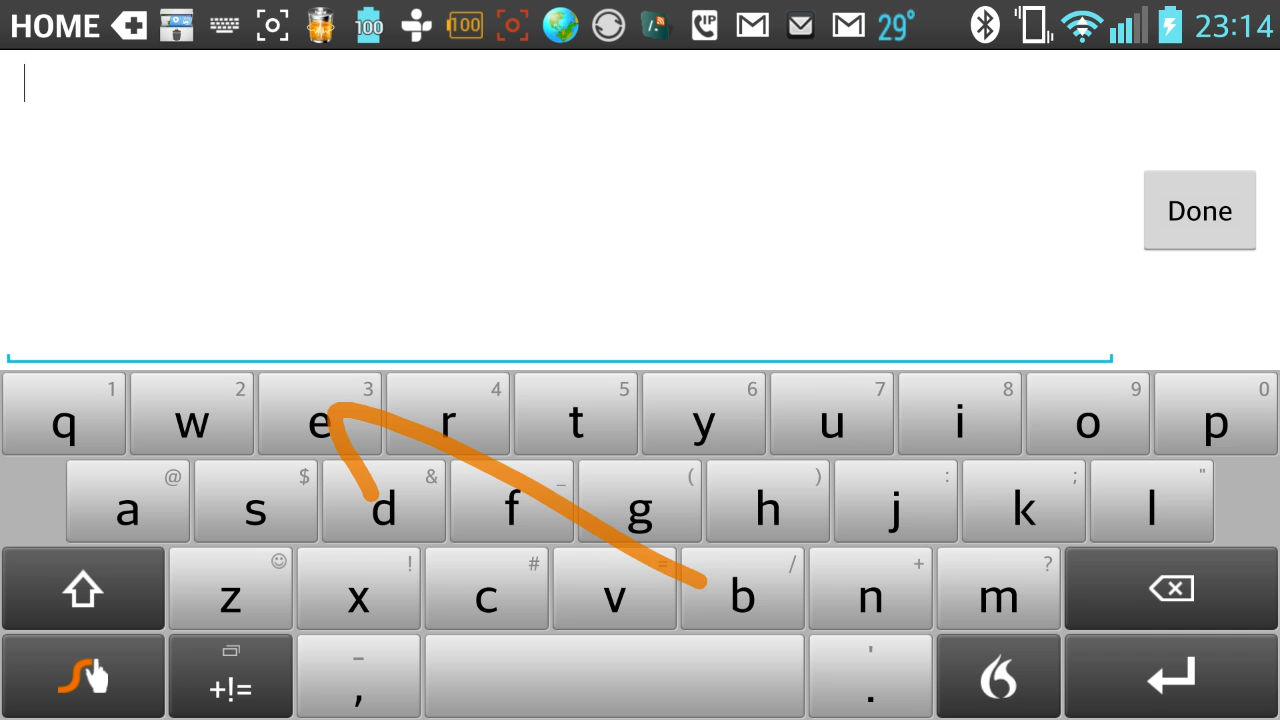 HOME 100 100 29° 23:14
Done
1 2 3 4 5 6 7 8 9 0
q w e r t y u i o p
@ $ & _ ( ) : ; "
a s d f g h j k l
! # = / + ?
z x c v b n m
- '
+!= , .